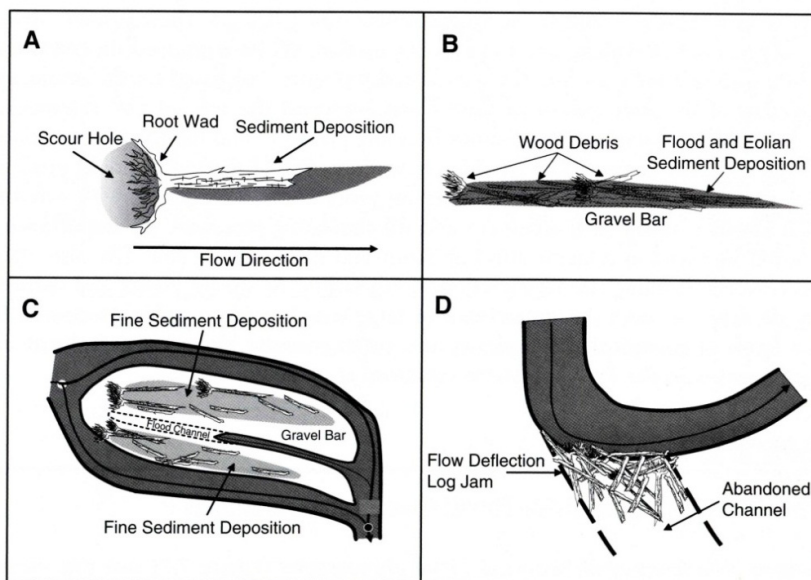 A
Root Wad
Scour Hole
Sediment Deposition
Flow Direction
B
Wood Debris
Flood and Eolian
Sediment Deposition
Gravel Bar
C
Fine Sediment Deposition
Flood Channel
Gravel Bar
Fine Sediment Deposition
D
Flow Deflection
Log Jam
Abandoned
Channel